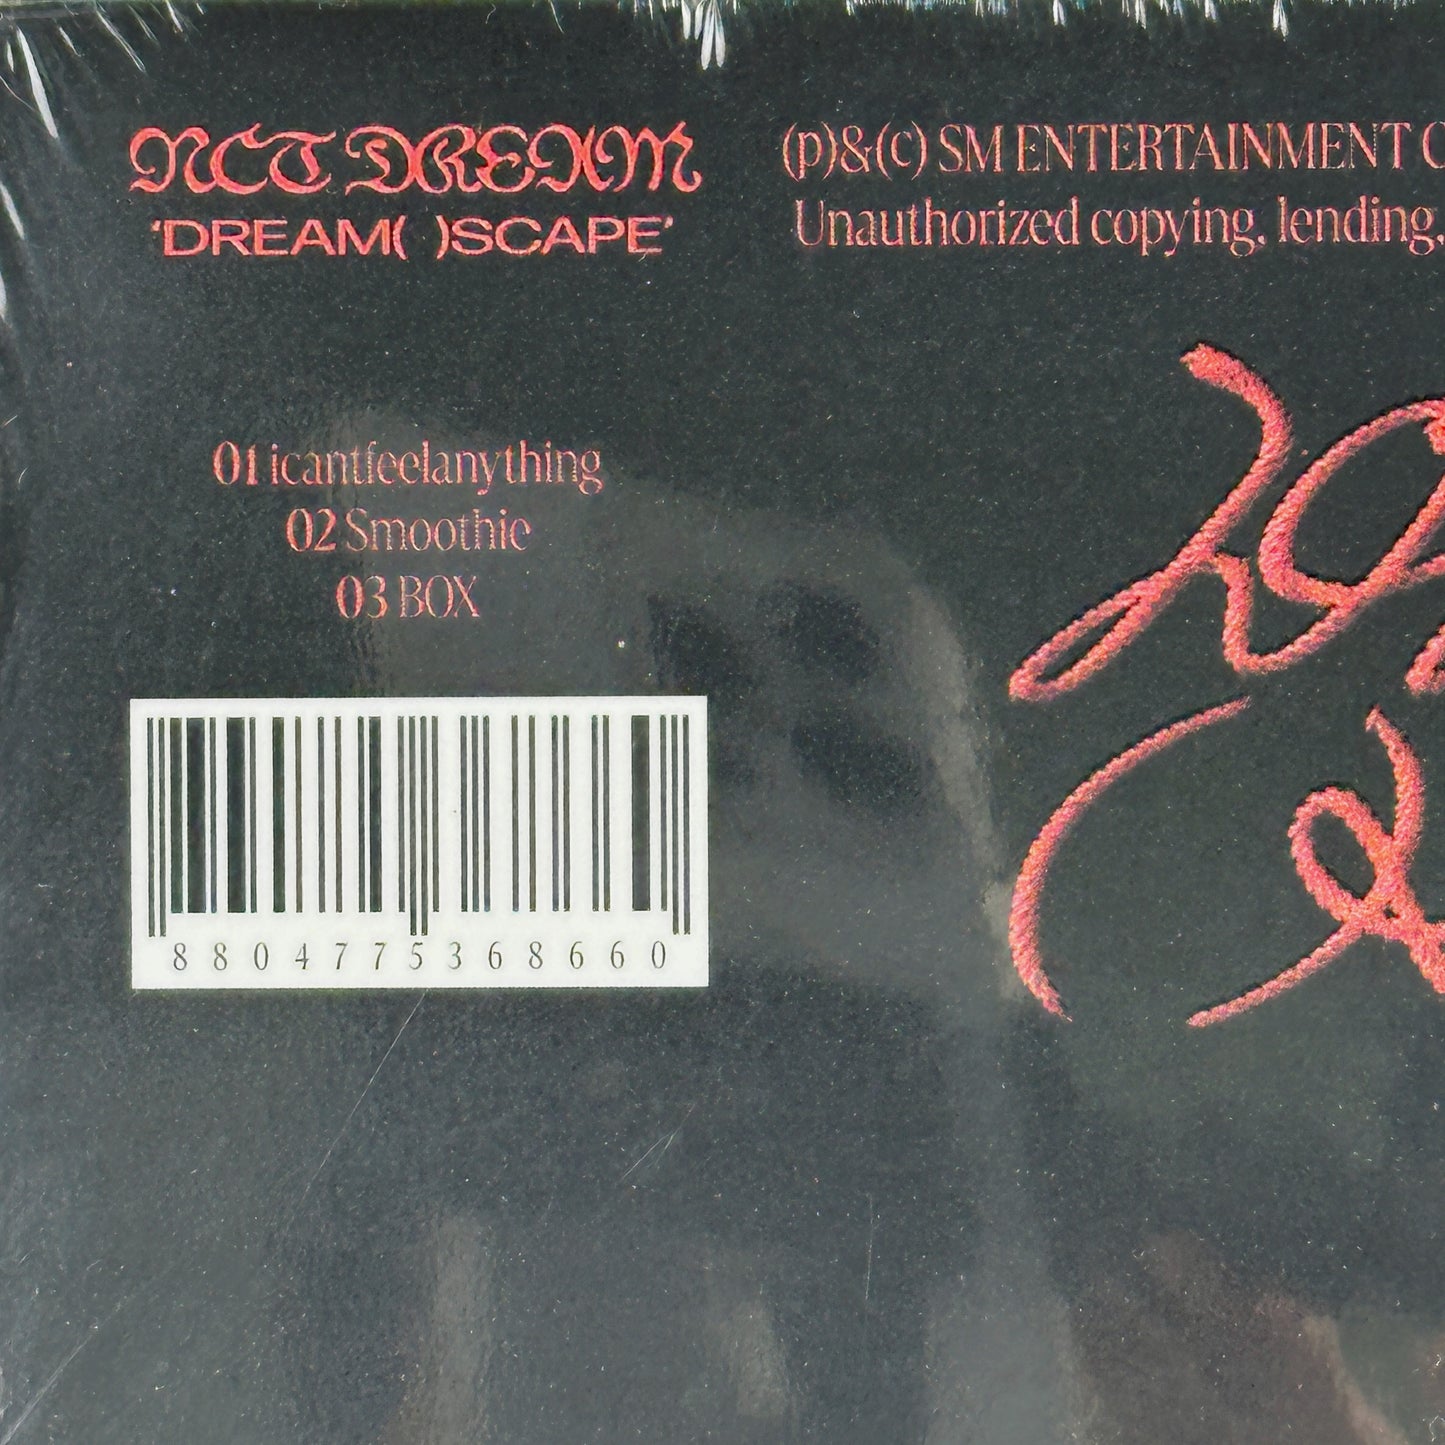 NCT DREAM
'DREAM( )SCAPE'
(p)&(c) SM ENTERTAINMENT
Unauthorized copying, lending,
01 icantfeelanything
02 Smoothie
03 BOX
8804775368660